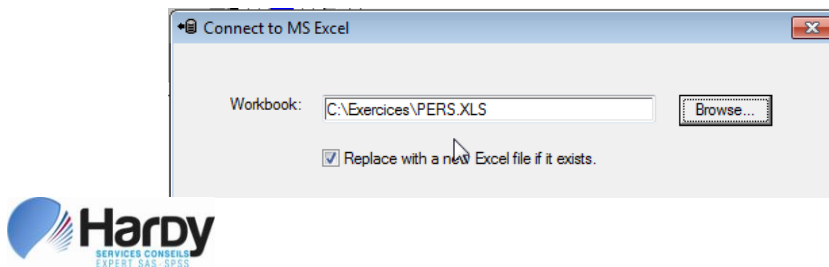 Connect to MS Excel
Workbook: C:\Exercices\PERS.XLS Browse...
Replace with a new Excel file if it exists.
Hardy
SERVICES CONSEILS
EXPERT SAS - SPSS